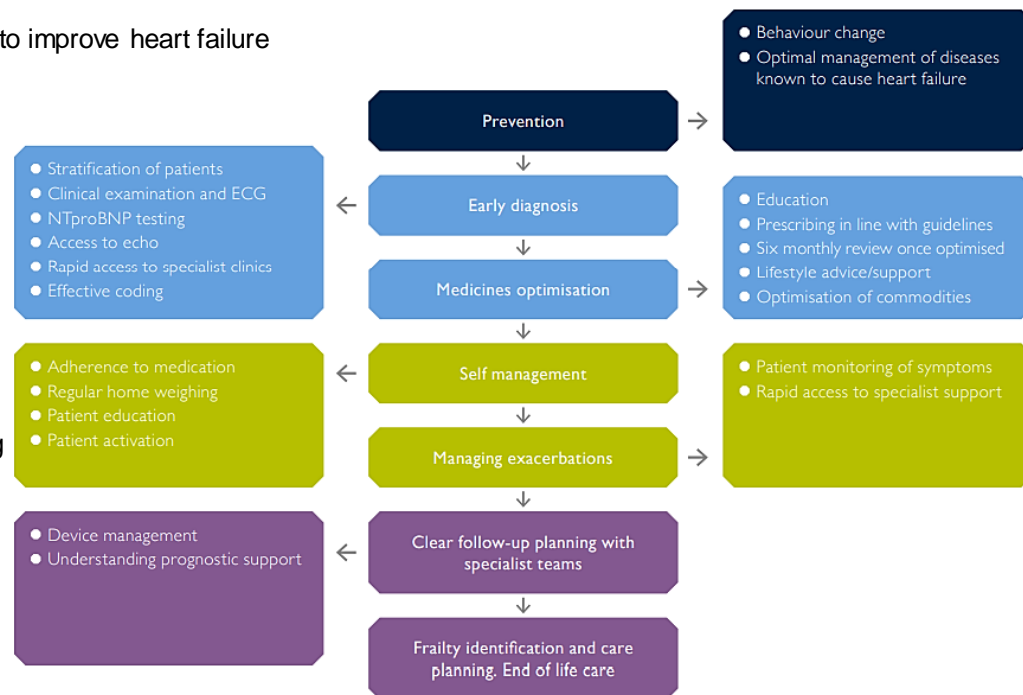 to improve heart failure
Behaviour change
Optimal management of diseases
known to cause heart failure
Prevention
Stratification of patients
Clinical examination and ECG
NTproBNP testing
Access to echo
Rapid access to specialist clinics
Effective coding
Early diagnosis
Education
Prescribing in line with guidelines
Six monthly review once optimised
Lifestyle advice/support
Optimisation of commodities
Medicines optimisation
Adherence to medication
Regular home weighing
Patient education
Patient activation
Self management
Patient monitoring of symptoms
Rapid access to specialist support
g
Managing exacerbations
Device management
Understanding prognostic support
Clear follow-up planning with
specialist teams
Frailty identification and care
planning. End of life care